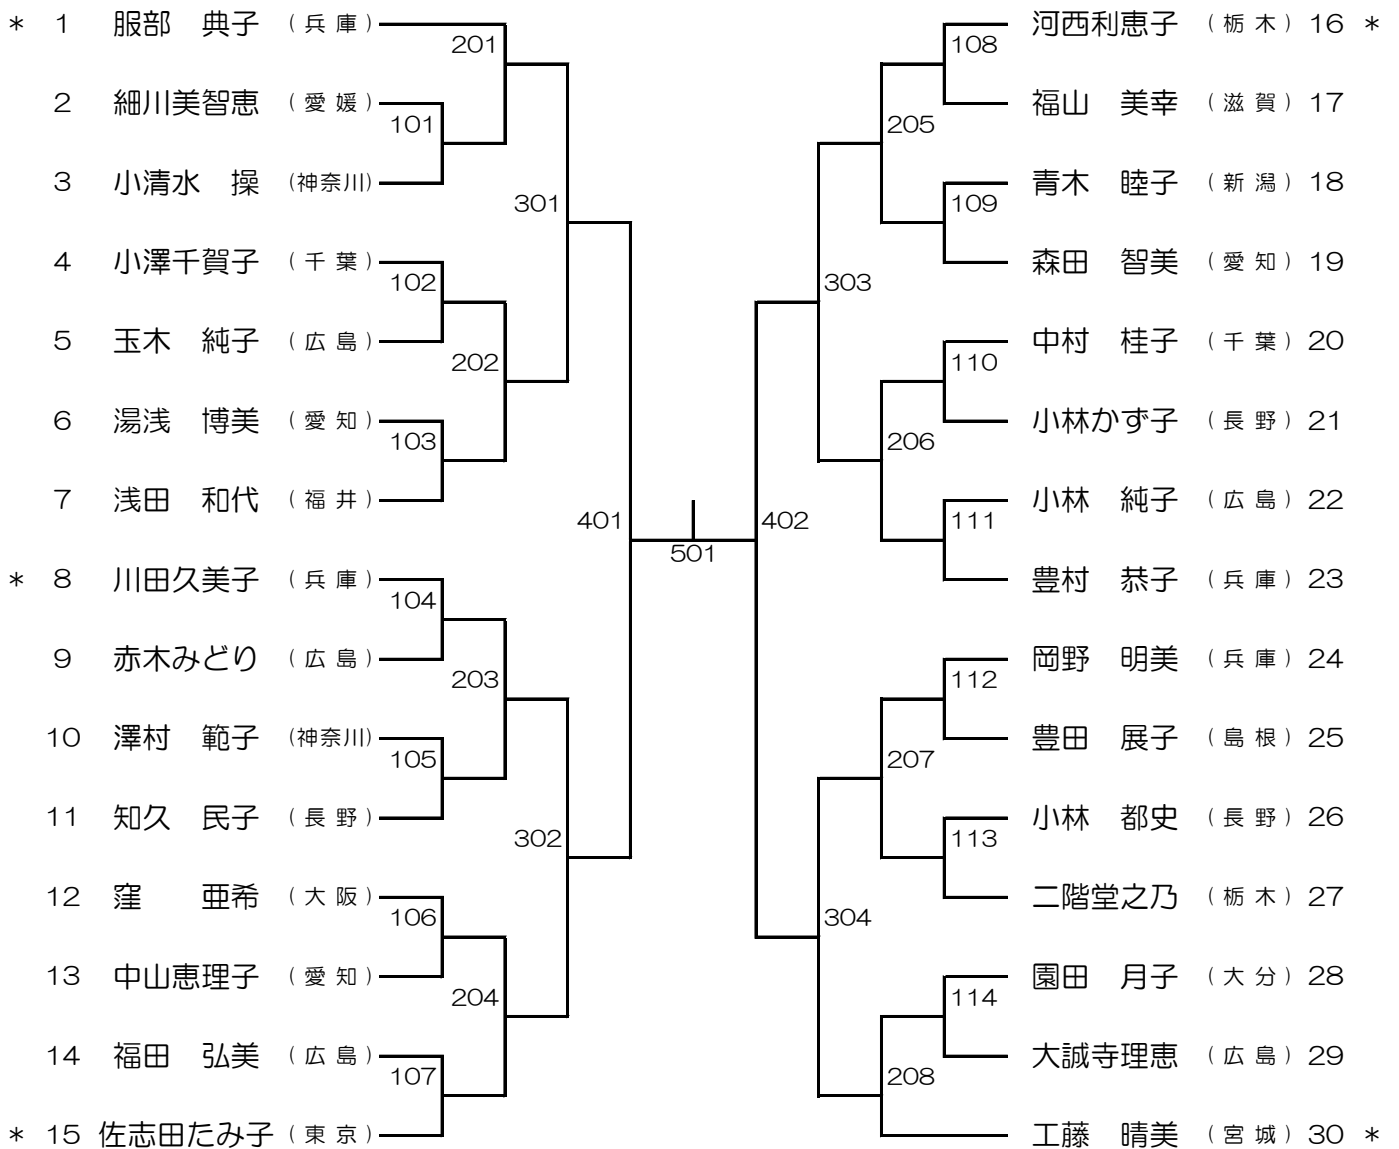 * 1 服部　典子 （兵庫） 201 108 河西利恵子 （栃木） 16 *
2 細川美智恵 （愛媛） 101 205 福山　美幸 （滋賀） 17
3 小清水　操 (神奈川) 301 109 青木　睦子 （新潟） 18
4 小澤千賀子 （千葉） 102 303 森田　智美 （愛知） 19
5 玉木　純子 （広島） 202 110 中村　桂子 （千葉） 20
6 湯浅　博美 （愛知） 103 206 小林かず子 （長野） 21
7 浅田　和代 （福井） 401 501 402 111 小林　純子 （広島） 22
* 8 川田久美子 （兵庫） 104 豊村　恭子 （兵庫） 23
9 赤木みどり （広島） 203 112 岡野　明美 （兵庫） 24
10 澤村　範子 (神奈川) 105 207 豊田　展子 （島根） 25
11 知久　民子 （長野） 302 113 小林　都史 （長野） 26
12 窪　　亜希 （大阪） 106 304 二階堂之乃 （栃木） 27
13 中山恵理子 （愛知） 204 114 園田　月子 （大分） 28
14 福田　弘美 （広島） 107 208 大誠寺理恵 （広島） 29
* 15 佐志田たみ子 （東京） 工藤　晴美 （宮城） 30 *